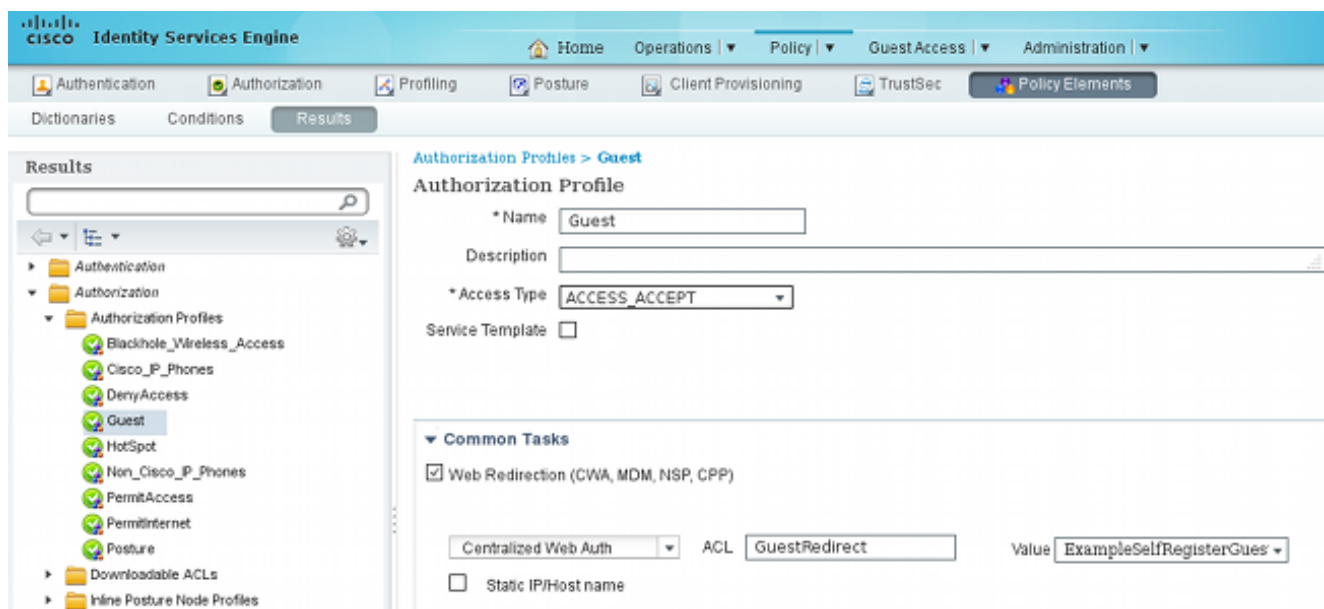 CISCO Identity Services Engine
Home Operations | Policy | Guest Access | Administration |
Authentication Authorization Profiling Posture Client Provisioning TrustSec Policy Elements
Dictionaries Conditions Results
Results
Authentication
Authorization
Authorization Profiles
Blackhole_Wireless_Access
Cisco_IP_Phones
DenyAccess
Guest
HotSpot
Non_Cisco_IP_Phones
PermitAccess
PermitInternet
Posture
Downloadable ACLs
Inline Posture Node Profiles
Authorization Profiles > Guest
Authorization Profile
* Name Guest
Description
* Access Type ACCESS_ACCEPT
Service Template
Common Tasks
Web Redirection (CWA, MDM, NSP, CPP)
Centralized Web Auth ACL GuestRedirect Value ExampleSelfRegisterGues
Static IP/Host name